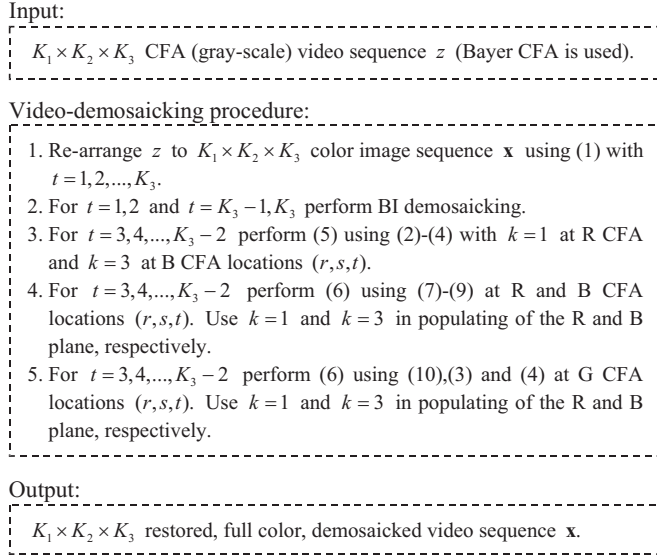 Input:
K₁ × K₂ × K₃ CFA (gray-scale) video sequence z (Bayer CFA is used).
Video-demosaicking procedure:
1. Re-arrange z to K₁ × K₂ × K₃ color image sequence x using (1) with
t = 1, 2,..., K₃.
2. For t = 1, 2 and t = K₃ −1, K₃ perform BI demosaicking.
3. For t = 3, 4,..., K₃ − 2 perform (5) using (2)-(4) with k = 1 at R CFA
and k = 3 at B CFA locations (r, s, t).
4. For t = 3, 4,..., K₃ − 2 perform (6) using (7)-(9) at R and B CFA
locations (r, s, t). Use k = 1 and k = 3 in populating of the R and B
plane, respectively.
5. For t = 3, 4,..., K₃ − 2 perform (6) using (10),(3) and (4) at G CFA
locations (r, s, t). Use k = 1 and k = 3 in populating of the R and B
plane, respectively.
Output:
K₁ × K₂ × K₃ restored, full color, demosaicked video sequence x.